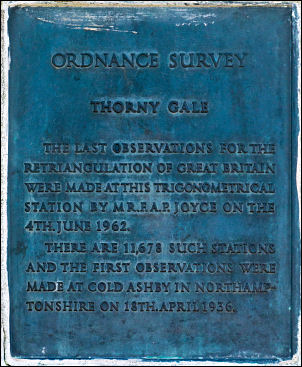 ORDNANCE SURVEY
THORNY GALE
THE LAST OBSERVATIONS FOR THE
RETRIANGULATION OF GREAT BRITAIN
WERE MADE AT THIS TRIGONOMETRICAL
STATION BY MR.F.A.P. JOYCE ON THE
4TH. JUNE 1962.
THERE ARE 11,678 SUCH STATIONS
AND THE FIRST OBSERVATIONS WERE
MADE AT COLD ASHBY IN NORTHAMP-
TONSHIRE ON 18TH. APRIL 1936.